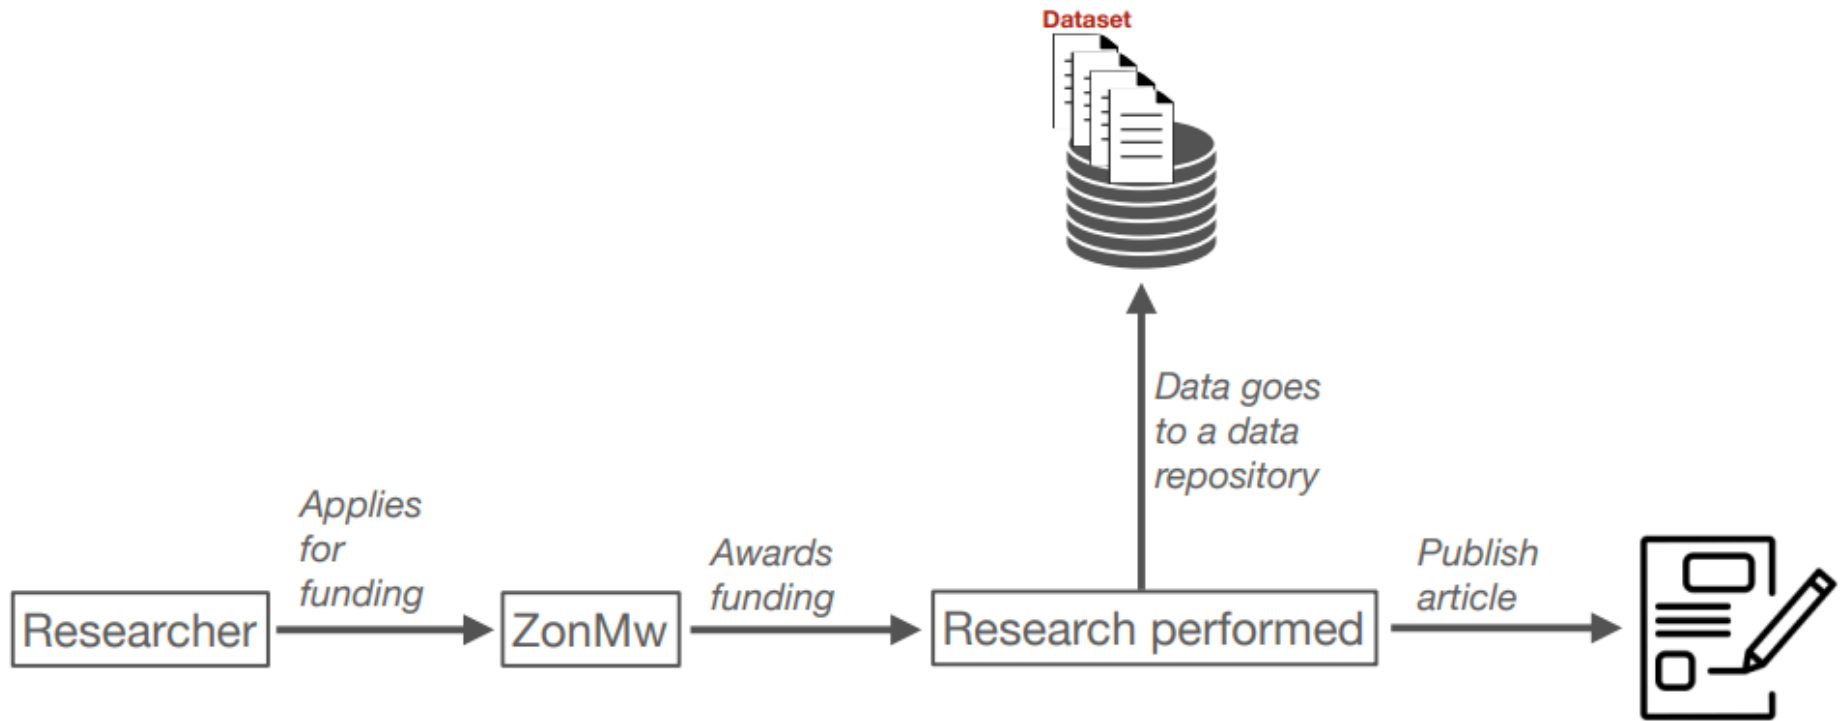 Dataset
Data goes
to a data
repository
Applies
for
funding
Awards
funding
Publish
article
Researcher
ZonMw
Research performed